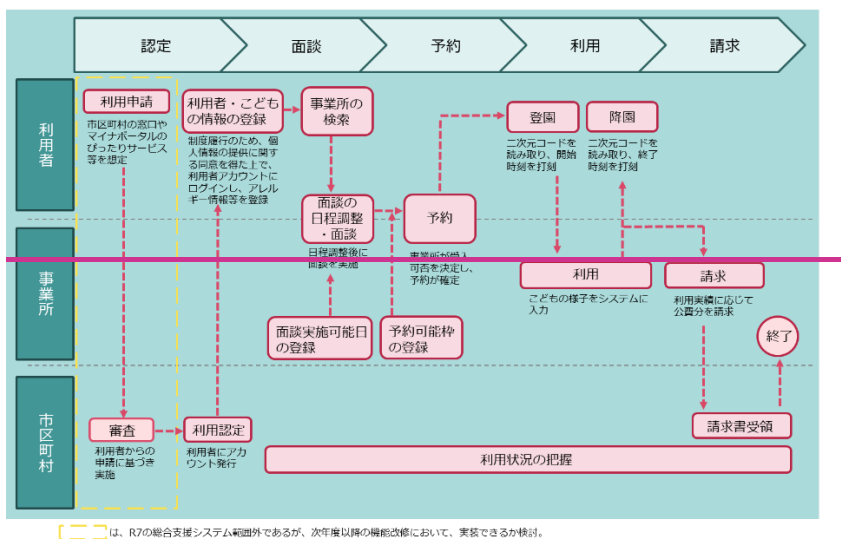 認定
面談
予約
利用
請求
利用者
利用申請
市区町村の窓口や
マイナポータルの
ぴったりサービス
等を想定
利用者・こども
の情報の登録
制度履行のため、個
人情報の提供に関す
る同意を得た上で、
利用者アカウントに
ログインし、アレル
ギー情報等を登録
事業所の
検索
登園
二次元コードを
読み取り、開始
時刻を打刻
降園
二次元コードを
読み取り、終了
時刻を打刻
面談の
日程調整
・面談
日程調整後に
面談を実施
予約
事業所が受入
可否を決定し、
予約が確定
事業所
利用
こどもの様子をシステムに
入力
請求
利用実績に応じて
公費分を請求
面談実施可能日
の登録
予約可能枠
の登録
終了
市区町村
審査
利用者からの
申請に基づき
実施
利用認定
利用者にアカ
ウント発行
請求書受領
利用状況の把握
は、R7の総合支援システム範囲外であるが、次年度以降の機能改修において、実装できるか検討。